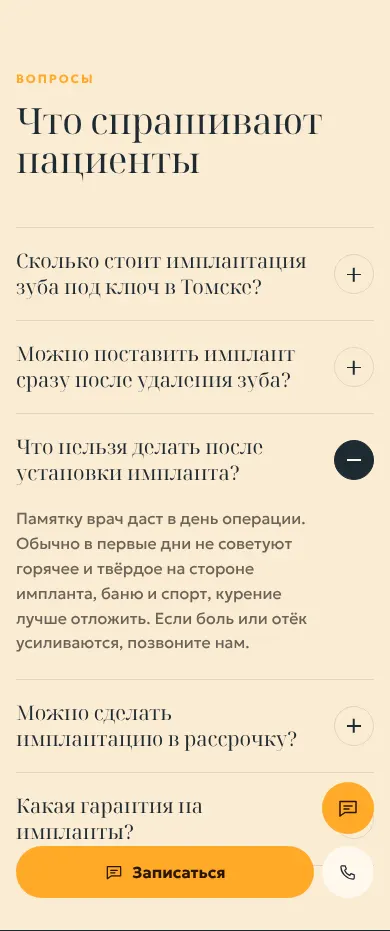 ВОПРОСЫ
Что спрашивают
пациенты
Сколько стоит имплантация
зуба под ключ в Томске?
Можно поставить имплант
сразу после удаления зуба?
Что нельзя делать после
установки импланта?
Памятку врач даст в день операции.
Обычно в первые дни не советуют
горячее и твёрдое на стороне
импланта, баню и спорт, курение
лучше отложить. Если боль или отёк
усиливаются, позвоните нам.
Можно сделать
имплантацию в рассрочку?
Какая гарантия на
импланты?
Записаться